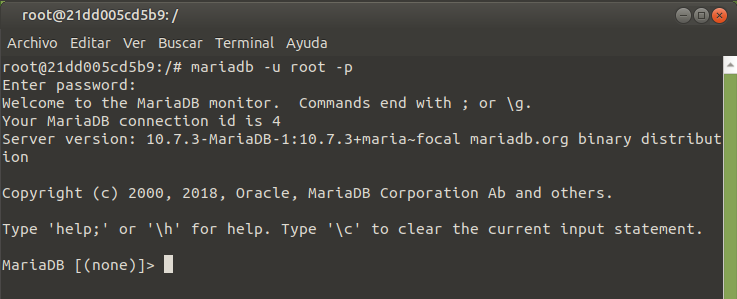 root@21dd005cd5b9: /
Archivo Editar Ver Buscar Terminal Ayuda
root@21dd005cd5b9:/# mariadb -u root -p
Enter password:
Welcome to the MariaDB monitor.  Commands end with ; or \g.
Your MariaDB connection id is 4
Server version: 10.7.3-MariaDB-1:10.7.3+maria~focal mariadb.org binary distribut
ion
Copyright (c) 2000, 2018, Oracle, MariaDB Corporation Ab and others.
Type 'help;' or '\h' for help. Type '\c' to clear the current input statement.
MariaDB [(none)]>